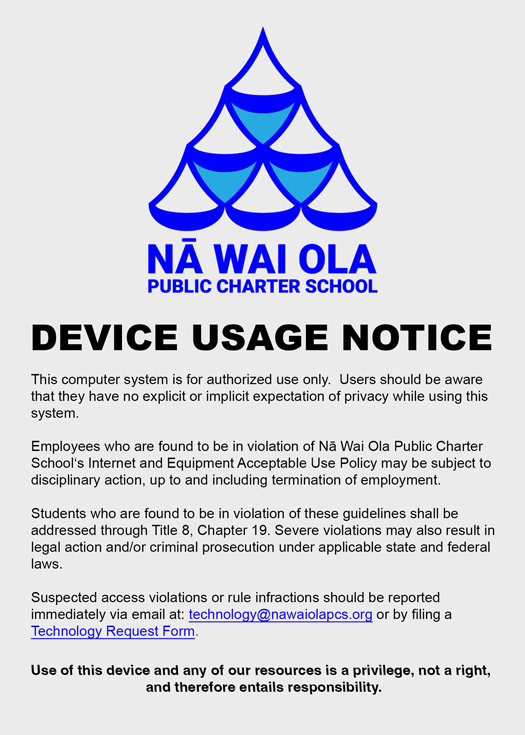 NĀ WAI OLA
PUBLIC CHARTER SCHOOL
DEVICE USAGE NOTICE
This computer system is for authorized use only.  Users should be aware
that they have no explicit or implicit expectation of privacy while using this
system.
Employees who are found to be in violation of Nā Wai Ola Public Charter
School‘s Internet and Equipment Acceptable Use Policy may be subject to
disciplinary action, up to and including termination of employment.
Students who are found to be in violation of these guidelines shall be
addressed through Title 8, Chapter 19. Severe violations may also result in
legal action and/or criminal prosecution under applicable state and federal
laws.
Suspected access violations or rule infractions should be reported
immediately via email at: technology@nawaiolapcs.org or by filing a
Technology Request Form.
Use of this device and any of our resources is a privilege, not a right,
and therefore entails responsibility.